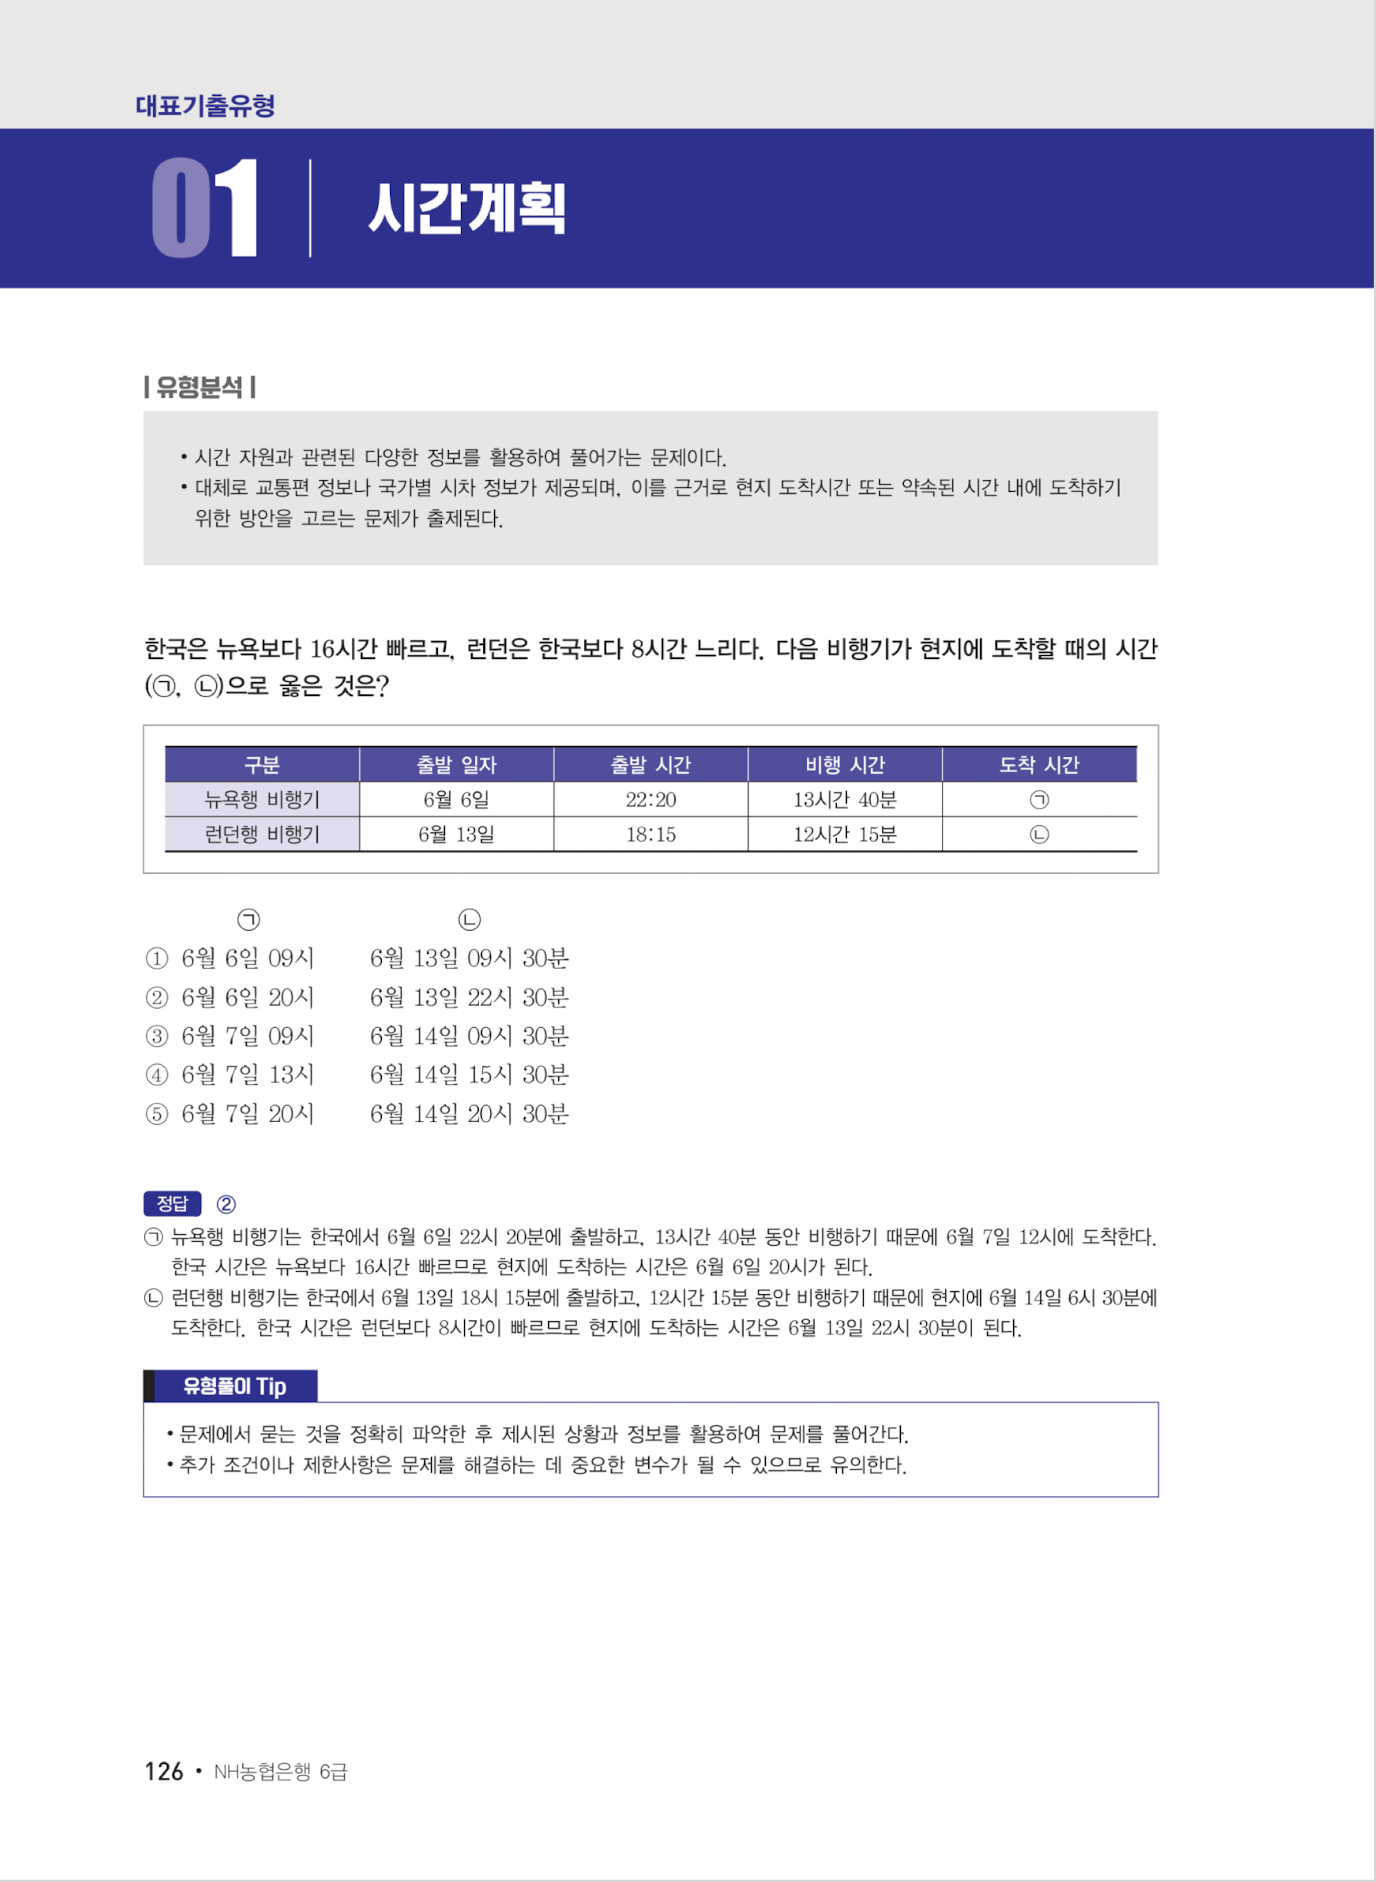 대표기출유형
01 시간계획
| 유형분석 |
• 시간 자원과 관련된 다양한 정보를 활용하여 풀어가는 문제이다.
• 대체로 교통편 정보나 국가별 시차 정보가 제공되며, 이를 근거로 현지 도착시간 또는 약속된 시간 내에 도착하기
위한 방안을 고르는 문제가 출제된다.
한국은 뉴욕보다 16시간 빠르고, 런던은 한국보다 8시간 느리다. 다음 비행기가 현지에 도착할 때의 시간
(㉠, ㉡)으로 옳은 것은?
구분 출발 일자 출발 시간 비행 시간 도착 시간
뉴욕행 비행기 6월 6일 22:20 13시간 40분 ㉠
런던행 비행기 6월 13일 18:15 12시간 15분 ㉡
㉠ ㉡
① 6월 6일 09시 6월 13일 09시 30분
② 6월 6일 20시 6월 13일 22시 30분
③ 6월 7일 09시 6월 14일 09시 30분
④ 6월 7일 13시 6월 14일 15시 30분
⑤ 6월 7일 20시 6월 14일 20시 30분
정답 ②
㉠ 뉴욕행 비행기는 한국에서 6월 6일 22시 20분에 출발하고, 13시간 40분 동안 비행하기 때문에 6월 7일 12시에 도착한다.
한국 시간은 뉴욕보다 16시간 빠르므로 현지에 도착하는 시간은 6월 6일 20시가 된다.
㉡ 런던행 비행기는 한국에서 6월 13일 18시 15분에 출발하고, 12시간 15분 동안 비행하기 때문에 현지에 6월 14일 6시 30분에
도착한다. 한국 시간은 런던보다 8시간이 빠르므로 현지에 도착하는 시간은 6월 13일 22시 30분이 된다.
유형풀이 Tip
• 문제에서 묻는 것을 정확히 파악한 후 제시된 상황과 정보를 활용하여 문제를 풀어간다.
• 추가 조건이나 제한사항은 문제를 해결하는 데 중요한 변수가 될 수 있으므로 유의한다.
126 • NH농협은행 6급